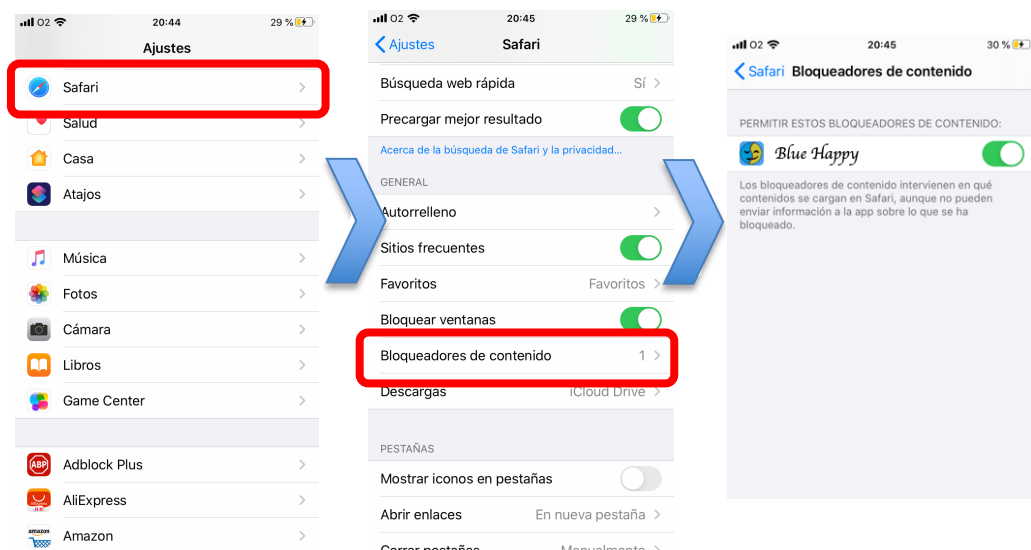 O2 20:44 29 %
Ajustes
Safari
Salud
Casa
Atajos
Música
Fotos
Cámara
Libros
Game Center
ABP Adblock Plus
AliExpress
amazon Amazon
O2 20:45 29 %
Ajustes Safari
Búsqueda web rápida Sí
Precargar mejor resultado
Acerca de la búsqueda de Safari y la privacidad...
GENERAL
Autorrelleno
Sitios frecuentes
Favoritos Favoritos
Bloquear ventanas
Bloqueadores de contenido 1
Descargas iCloud Drive
PESTAÑAS
Mostrar iconos en pestañas
Abrir enlaces En nueva pestaña
Cerrar pestañas Manualmente
O2 20:45 30 %
Safari Bloqueadores de contenido
PERMITIR ESTOS BLOQUEADORES DE CONTENIDO:
Blue Happy
Los bloqueadores de contenido intervienen en qué
contenidos se cargan en Safari, aunque no pueden
enviar información a la app sobre lo que se ha
bloqueado.